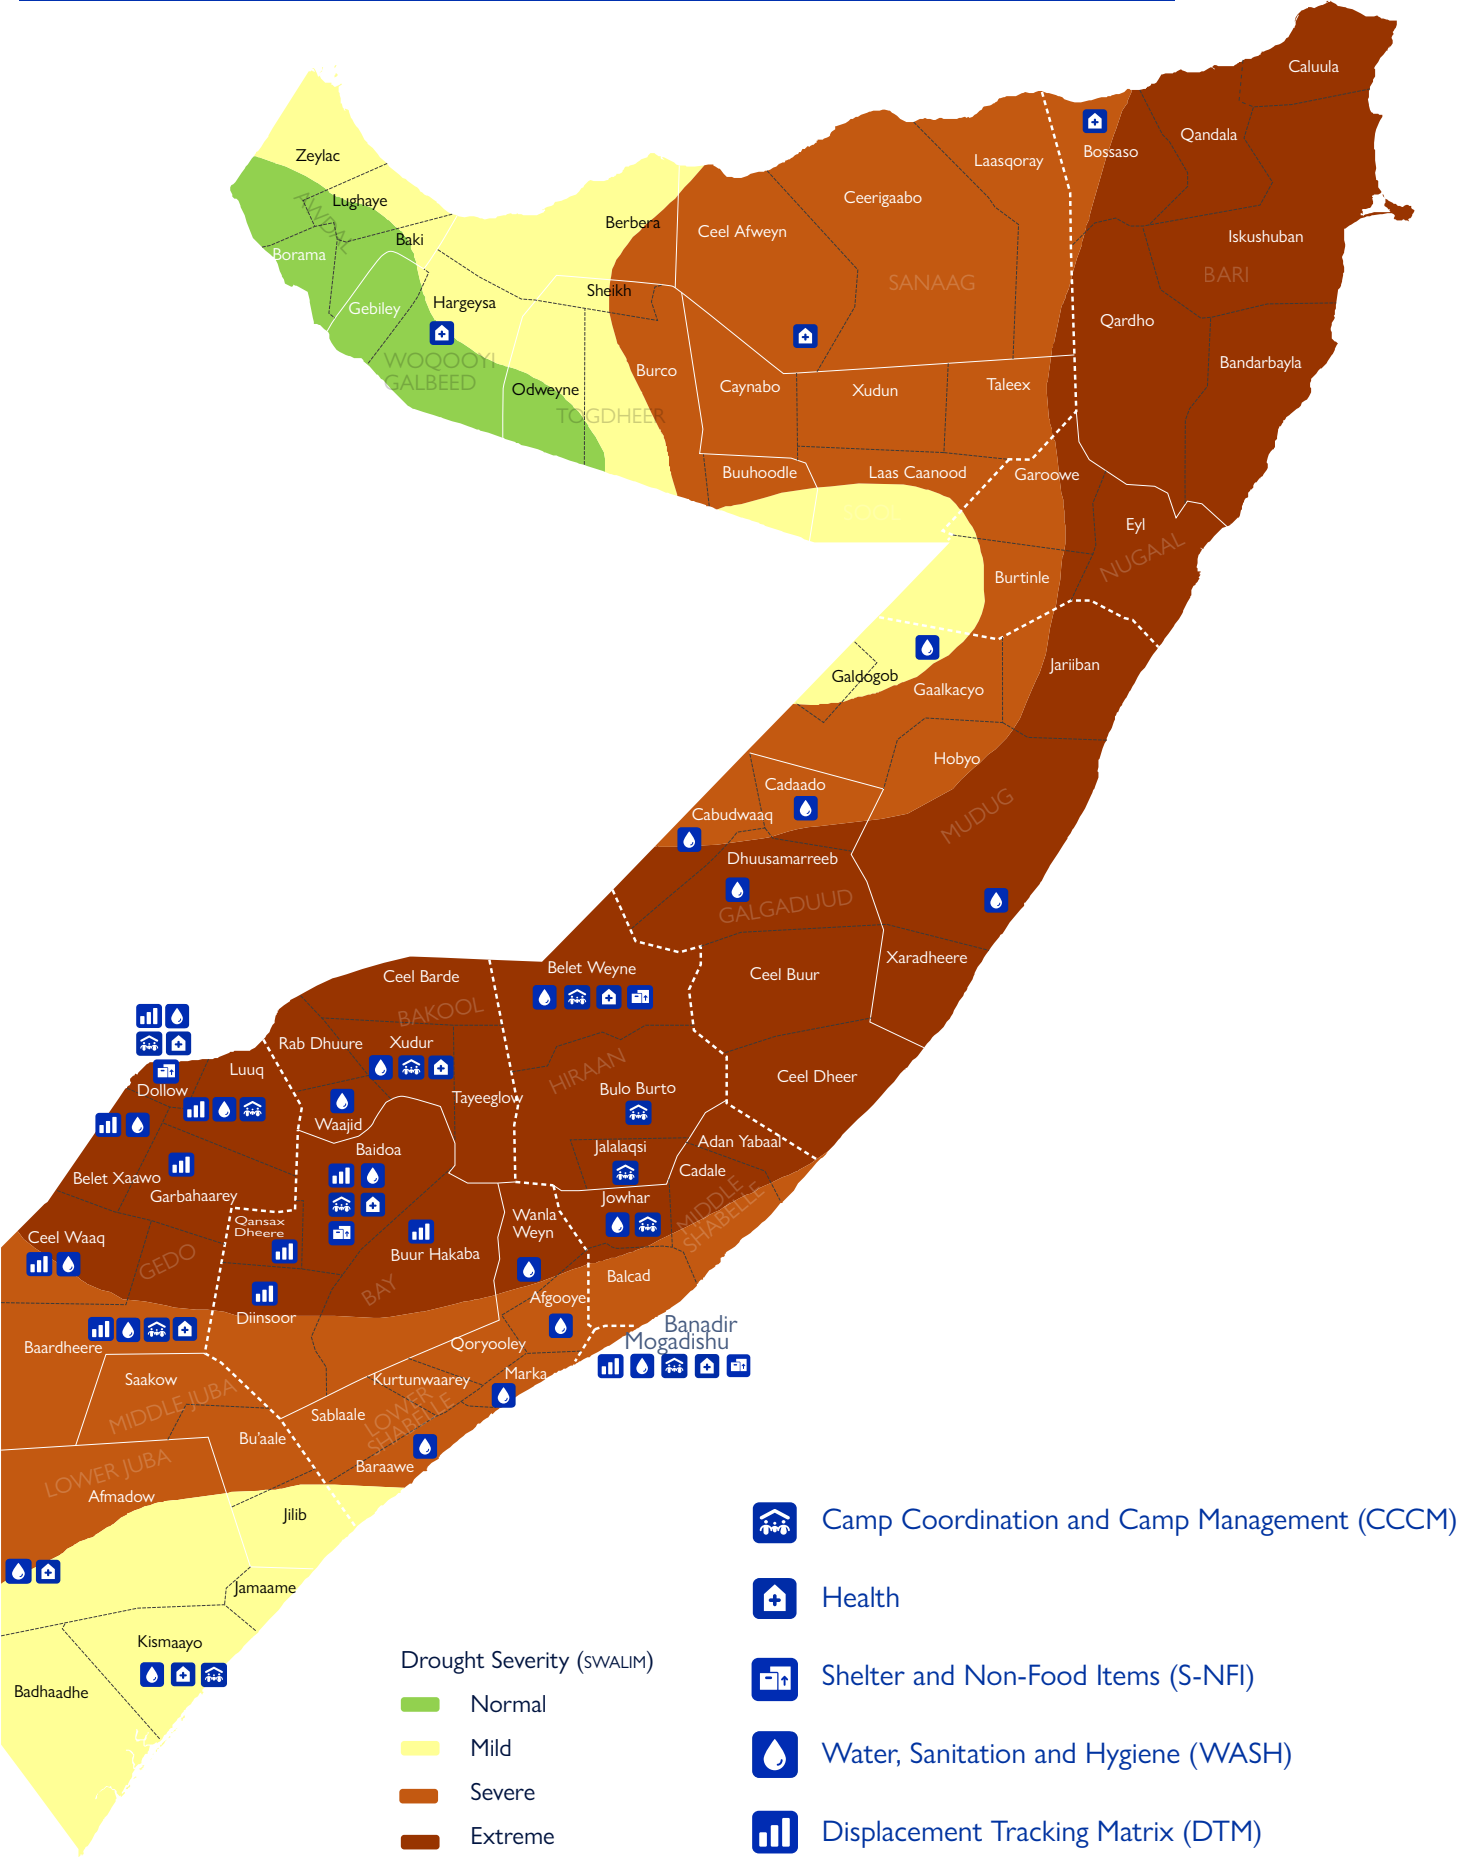 Caluula
Qandala
Bossaso
Laasqoray
Zeylac
Ceerigaabo
Lughaye
AWDAL
Berbera
Ceel Afweyn
Iskushuban
Baki
Borama
BARI
SANAAG
Sheikh
Hargeysa
Gebiley
Qardho
WOQOOYI
GALBEED
Bandarbayla
Burco
Odweyne
Caynabo
Xudun
Taleex
TOGDHEER
Buuhoodle
Laas Caanood
Garoowe
Eyl
NUGAAL
Burtinle
Jariiban
Galdogob
Gaalkacyo
Hobyo
Cadaado
Cabudwaaq
MUDUG
Dhuusamarreeb
GALGADUUD
Xaradheere
Belet Weyne
Ceel Buur
Ceel Barde
BAKOOL
Rab Dhuure
Xudur
Luuq
HIRAAN
Ceel Dheer
Dollow
Bulo Burto
Tayeeglow
Waajid
Baidoa
Jalalaqsi
Adan Yabaal
Cadale
Belet Xaawo
Garbahaarey
Jowhar
MIDDLE
SHABELLE
Qansax
Dheere
Wanla
Weyn
Ceel Waaq
Buur Hakaba
GEDO
BAY
Balcad
Afgooye
Diinsoor
Banadir
Mogadishu
Baardheere
Qoryooley
Saakow
Kurtunwaarey
Marka
MIDDLE JUBA
Sablaale
LOWER
SHABELLE
Bu'aale
Baraawe
LOWER JUBA
Afmadow
Jilib
Jamaame
Kismaayo
Badhaadhe
Drought Severity (SWALIM)
Normal
Mild
Severe
Extreme
Camp Coordination and Camp Management (CCCM)
Health
Shelter and Non-Food Items (S-NFI)
Water, Sanitation and Hygiene (WASH)
Displacement Tracking Matrix (DTM)